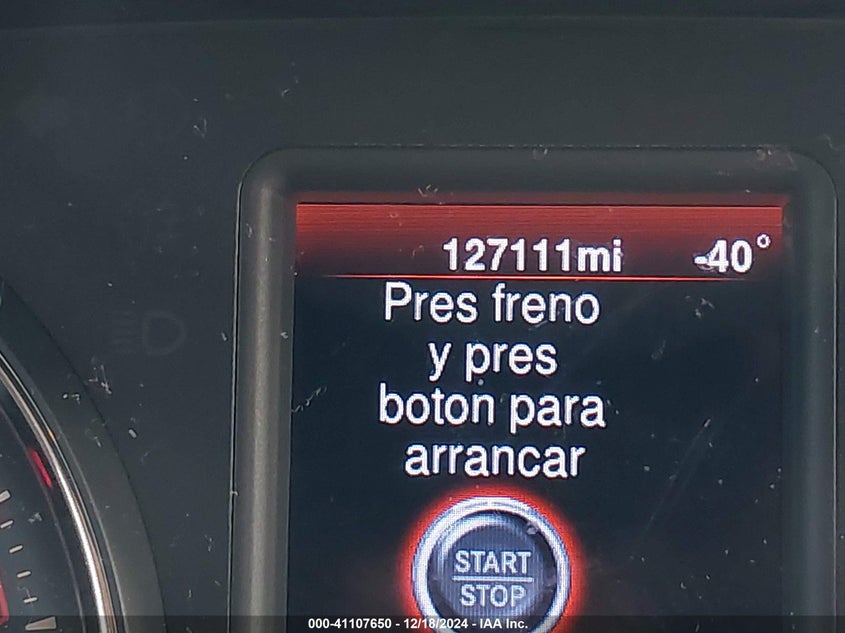 127111mi -40°
Pres freno
y pres
boton para
arrancar
START
STOP
000-41107650 - 12/18/2024 - IAA Inc.